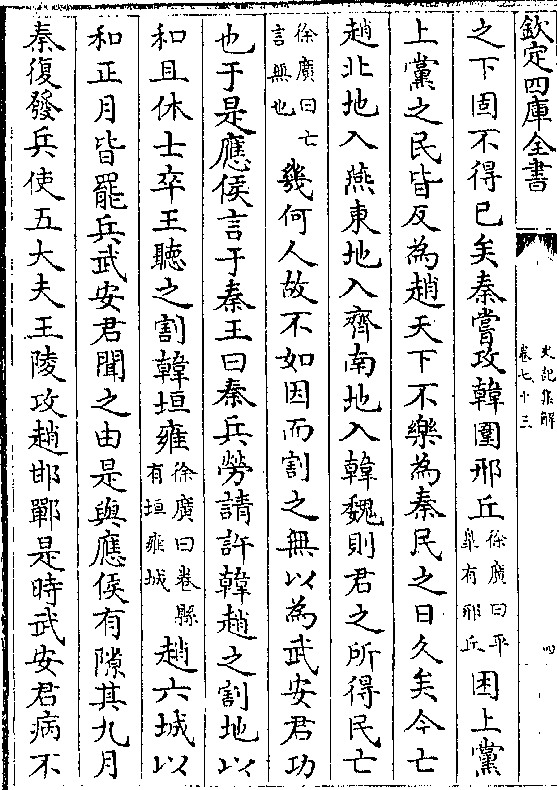 欽定四庫全書
史記集解
卷七十三
四
之下固不得已矣秦嘗攻韓圍邢丘徐廣曰平
臯有邢丘困上黨
上黨之民皆反為趙天下不樂為秦民之日久矣今亡
趙北地入燕東地入齊南地入韓魏則君之所得民亡
徐廣曰亡
言無也幾何人故不如因而割之無以為武安君功
也于是應侯言于秦王曰秦兵勞請許韓趙之割地以
和且休士卒王聽之割韓垣雍徐廣曰卷縣
有垣雍城趙六城以
和正月皆罷兵武安君聞之由是與應侯有隙其九月
秦復發兵使五大夫王陵攻趙邯鄲是時武安君病不